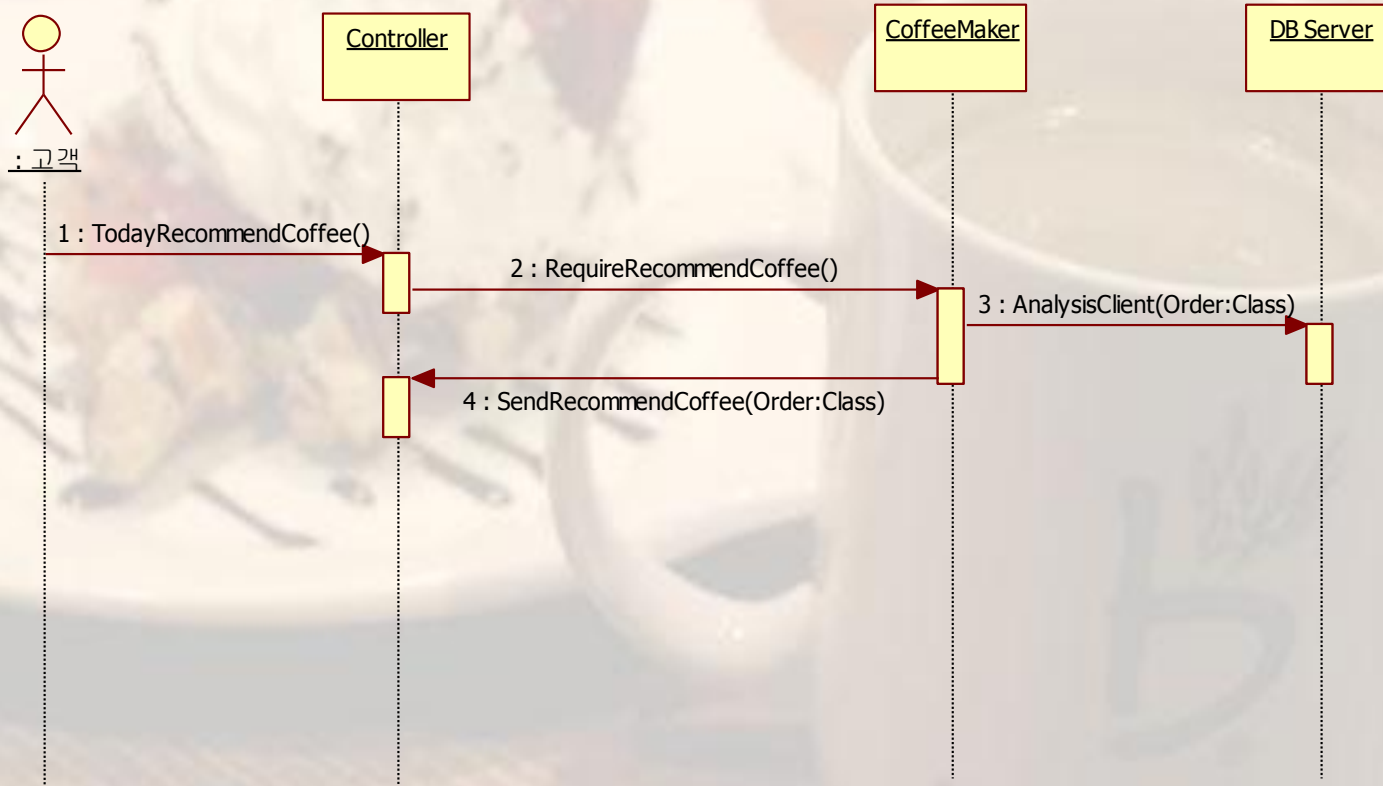 Controller
CoffeeMaker
DB Server
: 고객
1 : TodayRecommendCoffee()
2 : RequireRecommendCoffee()
3 : AnalysisClient(Order:Class)
4 : SendRecommendCoffee(Order:Class)
b